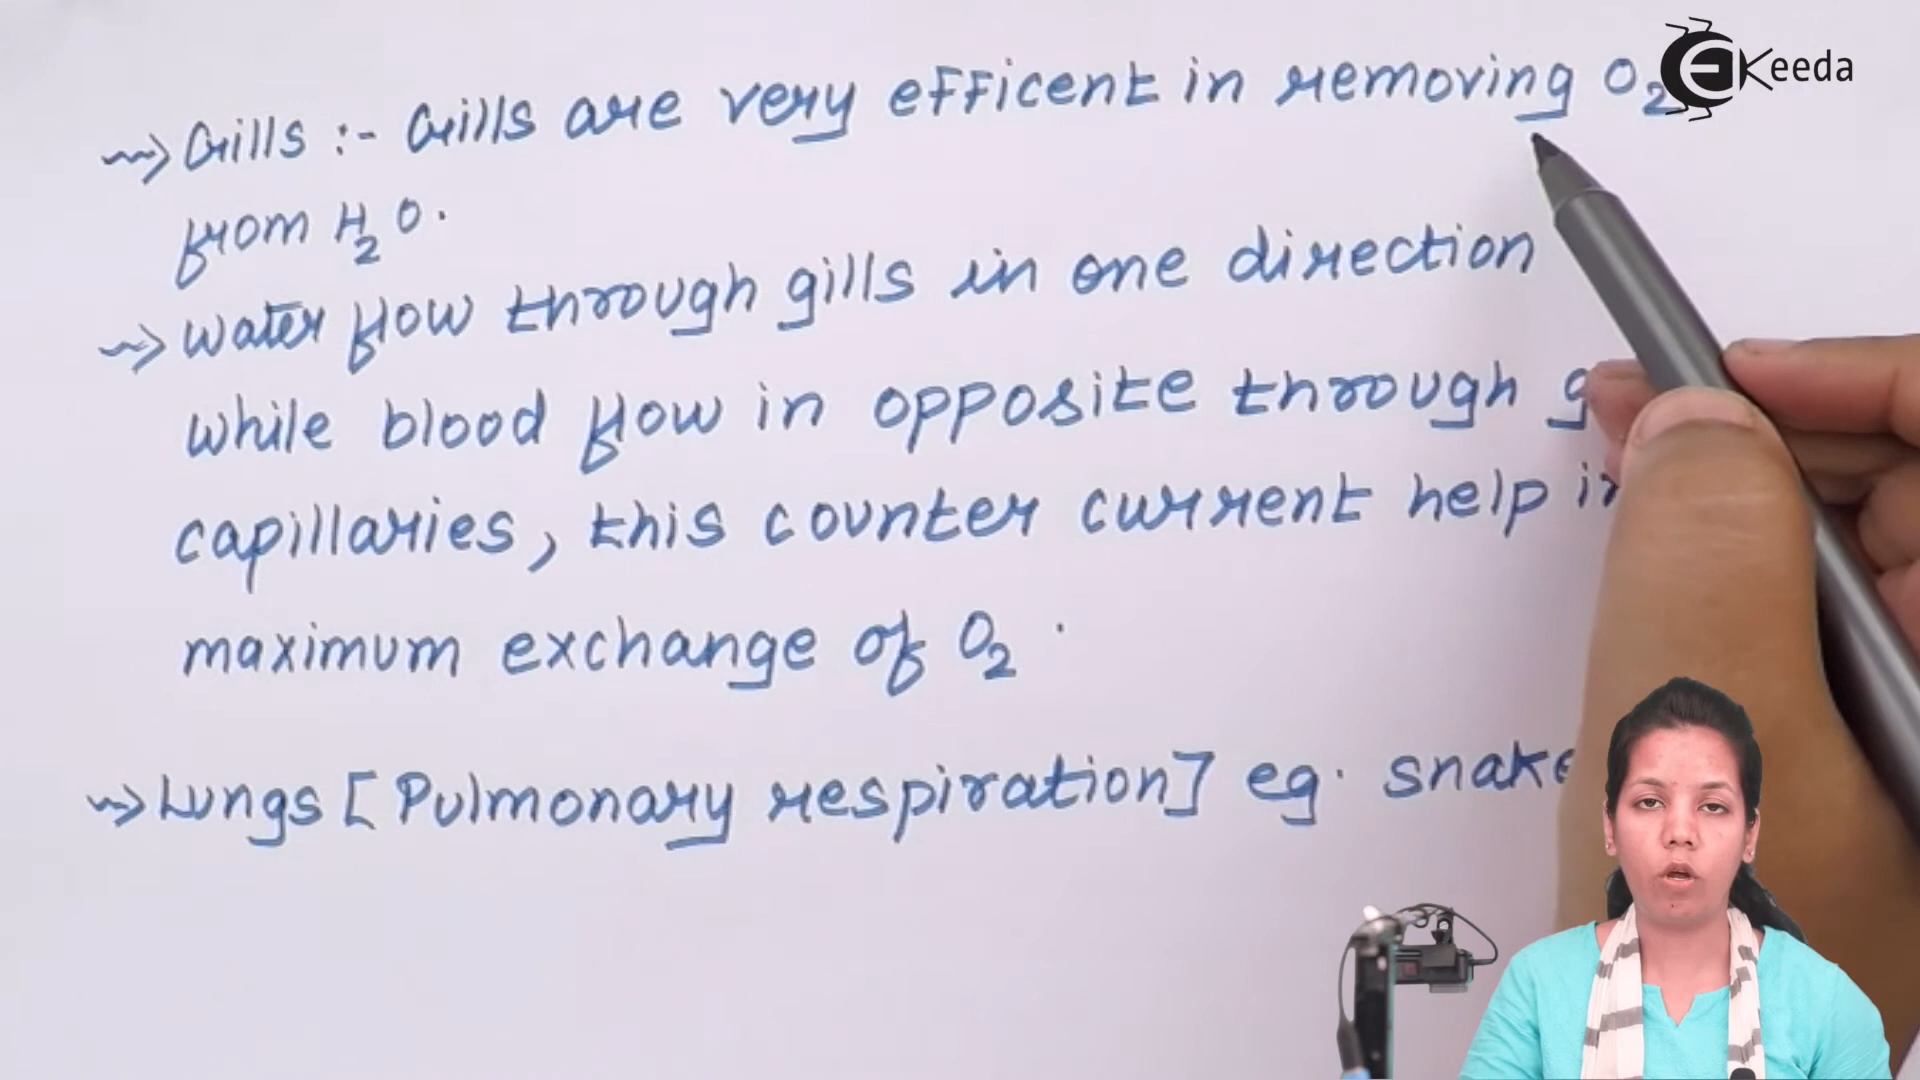 EKeeda
⇝ Gills :- Gills are very efficent in removing O₂
from H₂O.
⇝ Water flow through gills in one direction
while blood flow in opposite through
capillaries, this counter current help
maximum exchange of O₂ .
⇝ Lungs [Pulmonary respiration] eg. snake